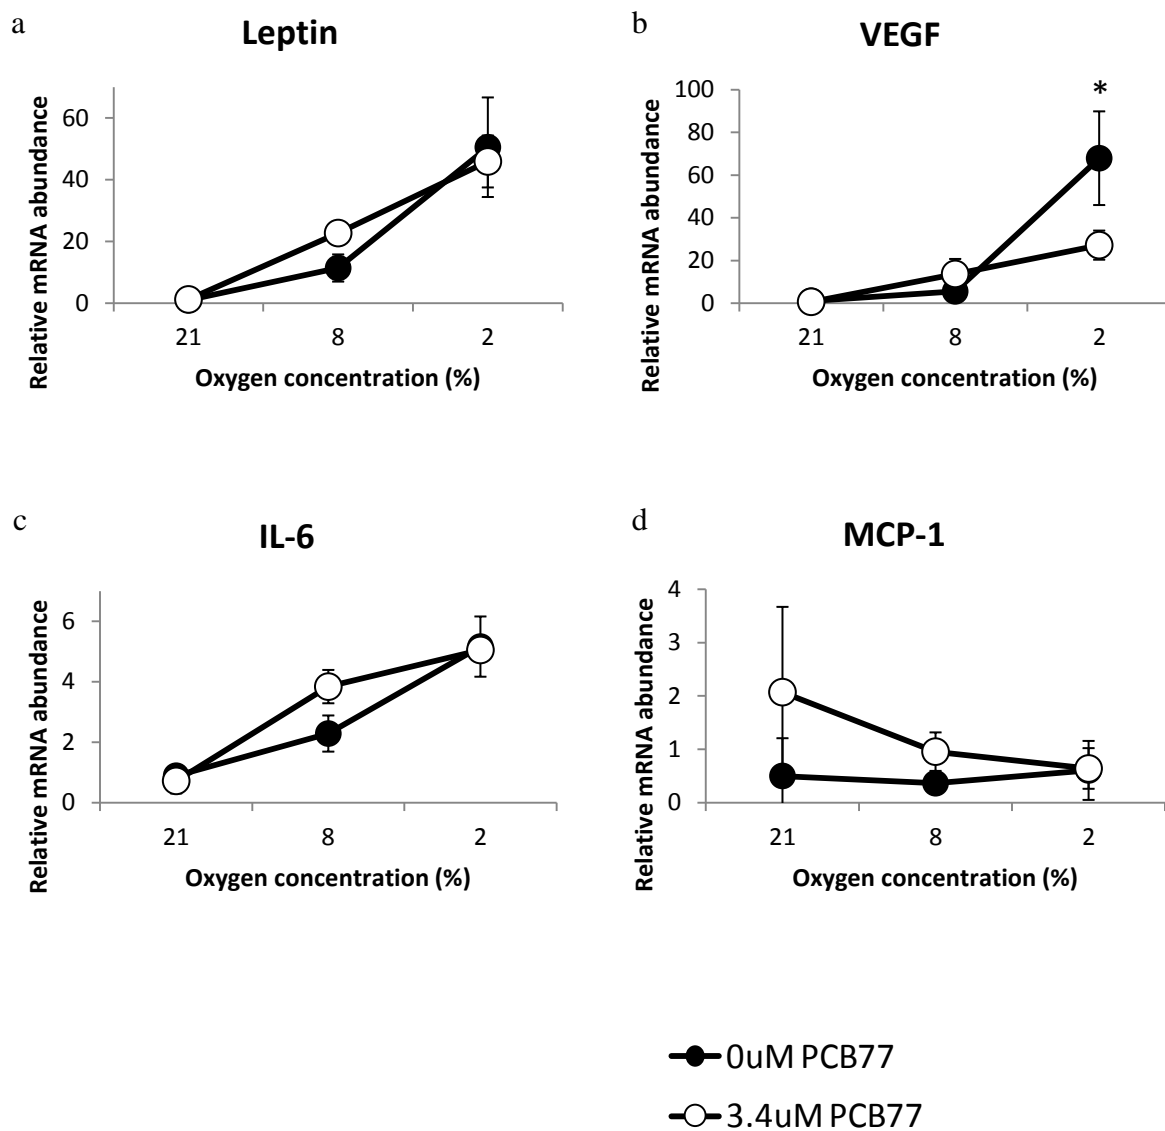 a
Leptin
Relative mRNA abundance
60
40
20
0
21
8
2
Oxygen concentration (%)
b
VEGF
Relative mRNA abundance
100
80
60
40
20
0
*
21
8
2
Oxygen concentration (%)
c
IL-6
Relative mRNA abundance
6
4
2
0
21
8
2
Oxygen concentration (%)
d
MCP-1
Relative mRNA abundance
4
3
2
1
0
21
8
2
Oxygen concentration (%)
0uM PCB77
3.4uM PCB77